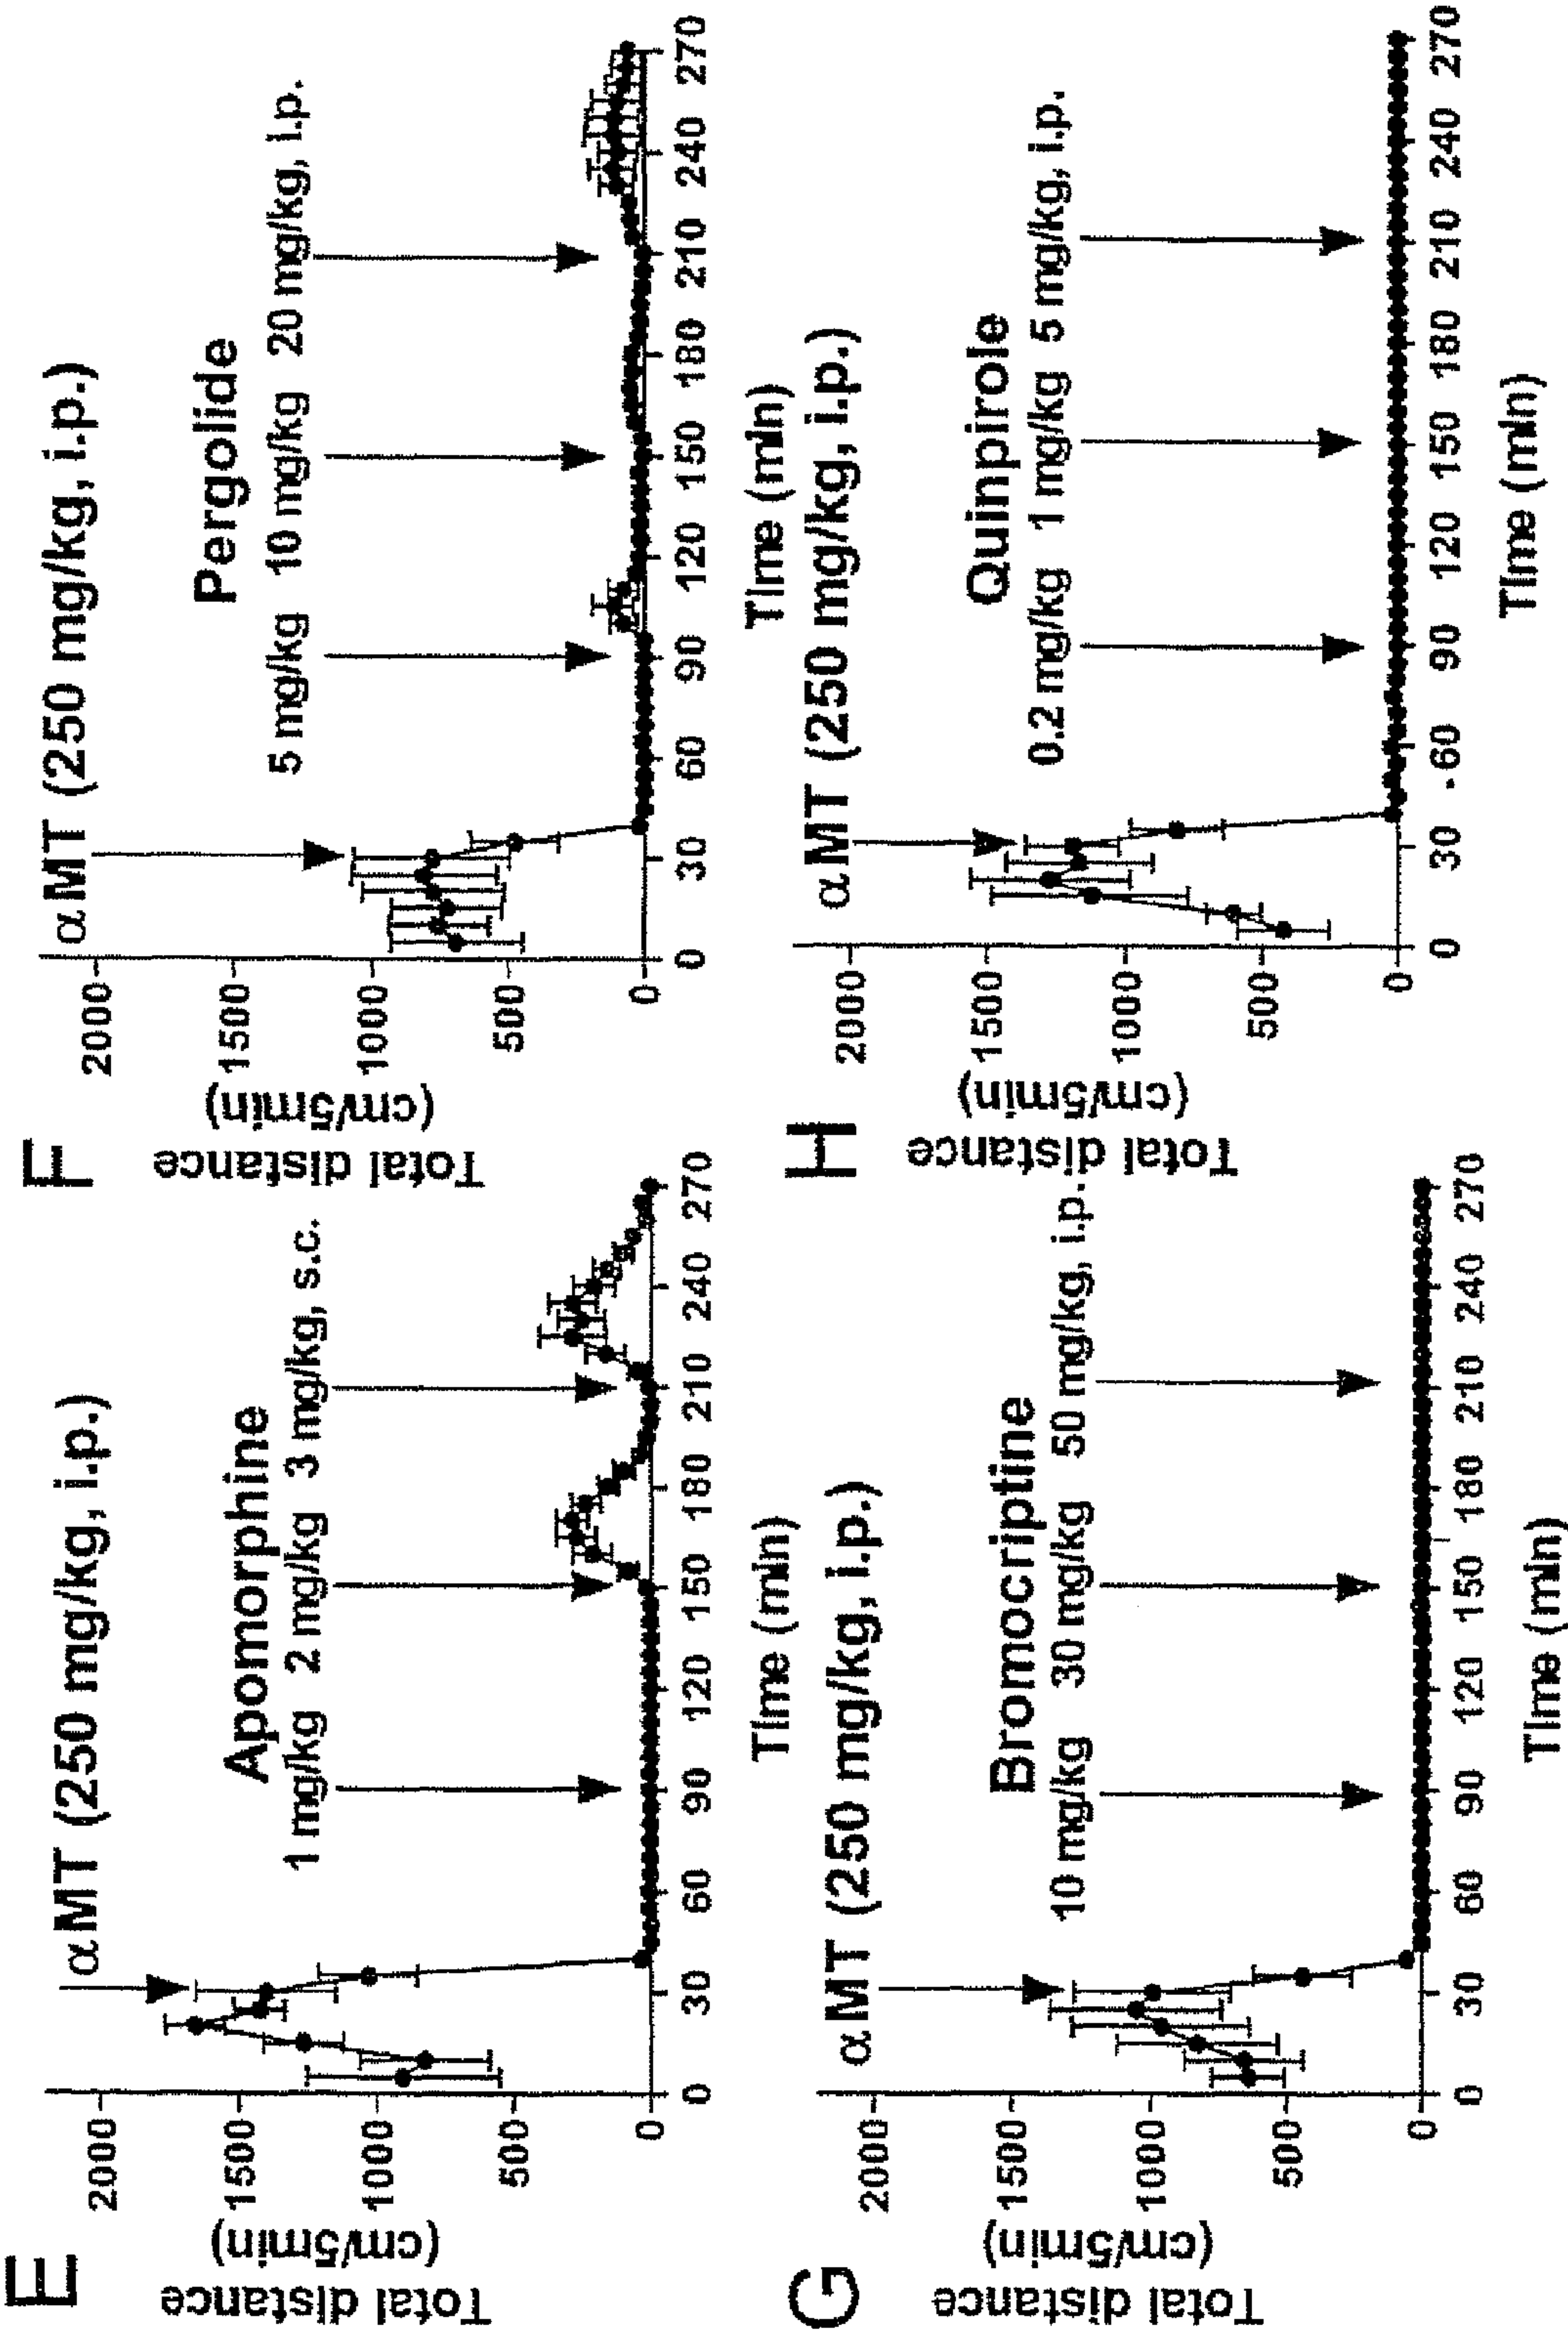 E
αMT (250 mg/kg, i.p.)
Apomorphine
1 mg/kg 2 mg/kg 3 mg/kg, s.c.
Total distance
(cm/5min)
2000
1500
1000
500
0
0 30 60 90 120 150 180 210 240 270
Time (min)
F
αMT (250 mg/kg, i.p.)
Pergolide
5 mg/kg 10 mg/kg 20 mg/kg, i.p.
Total distance
(cm/5min)
2000
1500
1000
500
0
0 30 60 90 120 150 180 210 240 270
Time (min)
G
αMT (250 mg/kg, i.p.)
Bromocriptine
10 mg/kg 30 mg/kg 50 mg/kg, i.p.
Total distance
(cm/5min)
2000
1500
1000
500
0
0 30 60 90 120 150 180 210 240 270
Time (min)
H
αMT (250 mg/kg, i.p.)
Quinpirole
0.2 mg/kg 1 mg/kg 5 mg/kg, i.p.
Total distance
(cm/5min)
2000
1500
1000
500
0
0 30 60 90 120 150 180 210 240 270
Time (min)